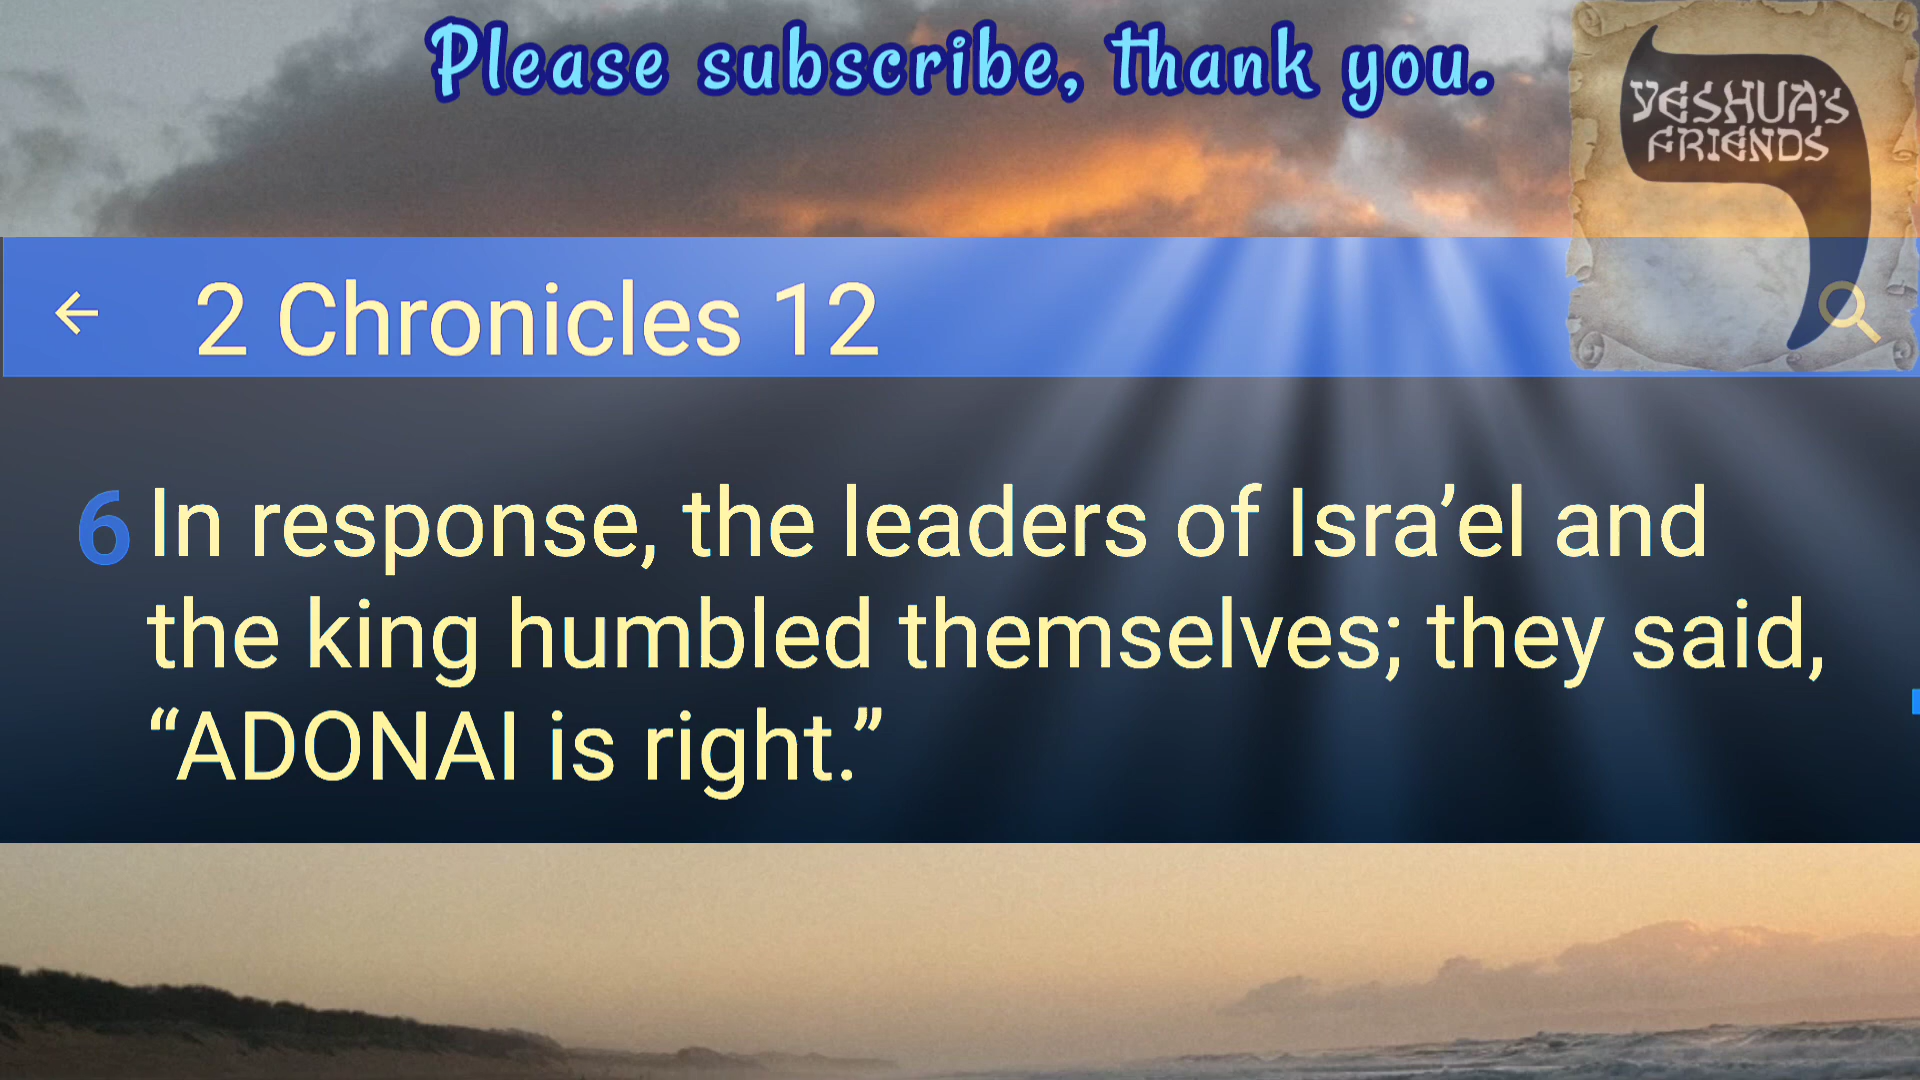 Please subscribe, thank you.
YESHUA'S
FRIENDS
2 Chronicles 12
6 In response, the leaders of Isra’el and
the king humbled themselves; they said,
“ADONAI is right.”